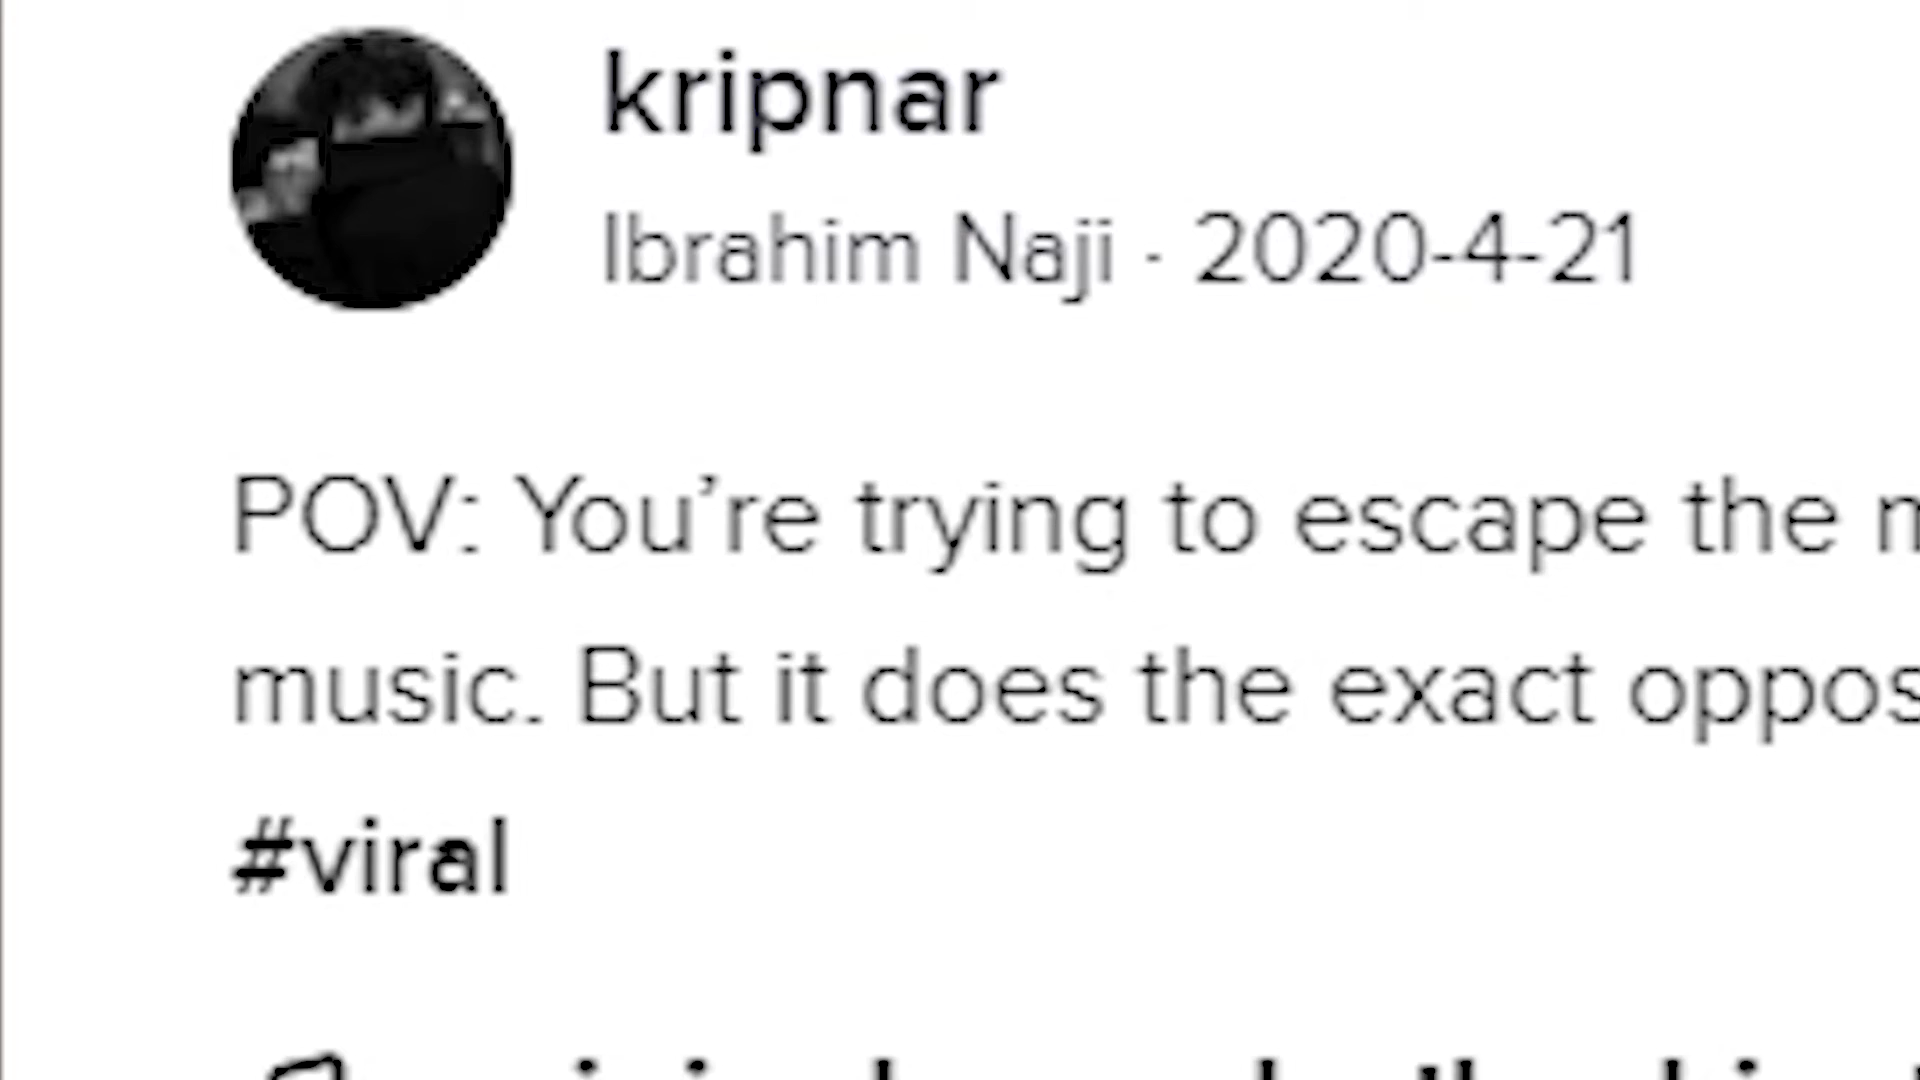 kripnar
Ibrahim Naji · 2020-4-21
POV: You’re trying to escape the
music. But it does the exact
#viral